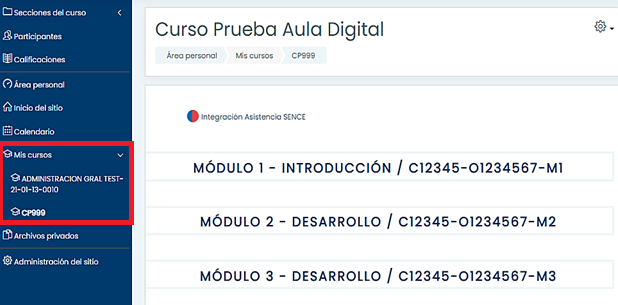 Secciones del curso
Participantes
Calificaciones
Área personal
Inicio del sitio
Calendario
Mis cursos
ADMINISTRACION GRAL TEST-
21-01-13-0010
CP999
Archivos privados
Administración del sitio
Curso Prueba Aula Digital
Área personal Mis cursos CP999
Integración Asistencia SENCE
MÓDULO 1 - INTRODUCCIÓN / C12345-O1234567-M1
MÓDULO 2 - DESARROLLO / C12345-O1234567-M2
MÓDULO 3 - DESARROLLO / C12345-O1234567-M3